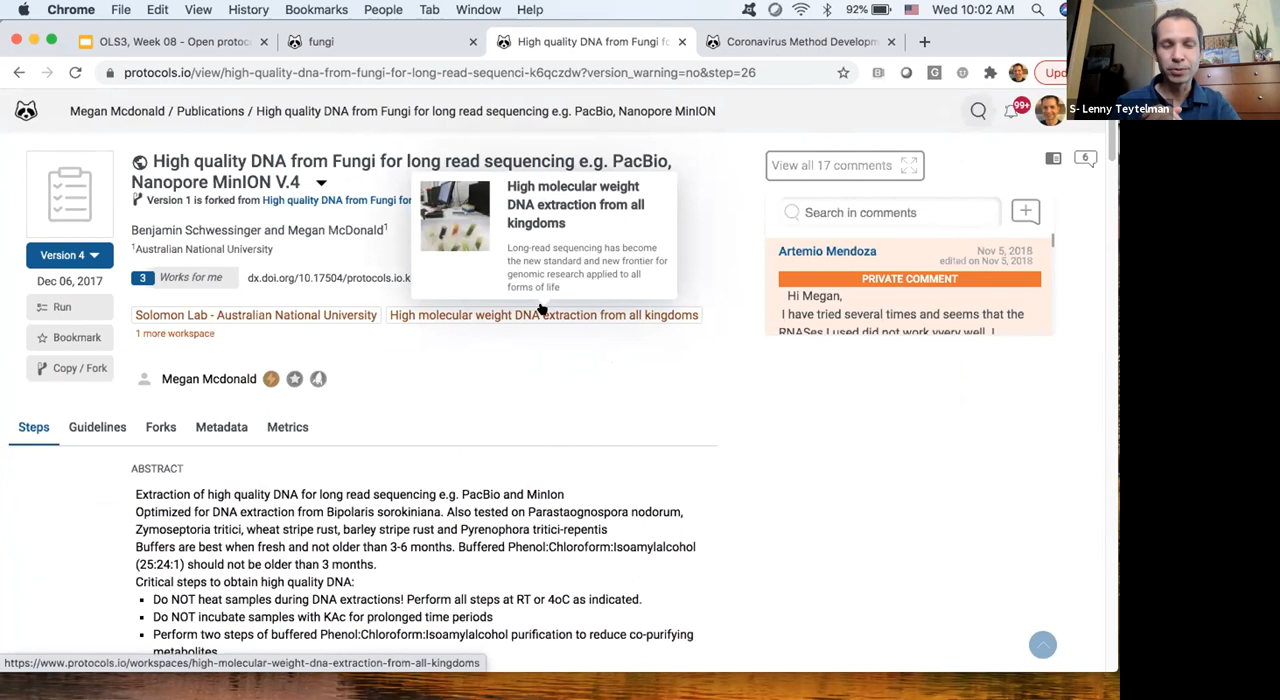 Chrome File Edit View History Bookmarks People Tab Window Help 92% Wed 10:02 AM
OLS3, Week 08 - Open protoc × fungi × High quality DNA from Fungi fo × Coronavirus Method Developm × +
protocols.io/view/high-quality-dna-from-fungi-for-long-read-sequenci-k6qczdw?version_warning=no&step=26
S- Lenny Teytelman
Megan Mcdonald / Publications / High quality DNA from Fungi for long read sequencing e.g. PacBio, Nanopore MinION
99+
High quality DNA from Fungi for long read sequencing e.g. PacBio,
Nanopore MinION V.4
Version 1 is forked from High quality DNA from Fungi for
Benjamin Schwessinger and Megan McDonald¹
¹Australian National University
Version 4
Dec 06, 2017
3 Works for me dx.doi.org/10.17504/protocols.io.k
Run
Bookmark
Copy / Fork
High molecular weight
DNA extraction from all
kingdoms
Long-read sequencing has become
the new standard and new frontier for
genomic research applied to all
forms of life
Solomon Lab - Australian National University High molecular weight DNA extraction from all kingdoms
1 more workspace
Megan Mcdonald
View all 17 comments
6
Search in comments
Artemio Mendoza Nov 5, 2018
edited on Nov 5, 2018
PRIVATE COMMENT
Hi Megan,
I have tried several times and seems that the
RNASes I used did not work vvery well. I
Steps Guidelines Forks Metadata Metrics
ABSTRACT
Extraction of high quality DNA for long read sequencing e.g. PacBio and MinIon
Optimized for DNA extraction from Bipolaris sorokiniana. Also tested on Parastaognospora nodorum,
Zymoseptoria tritici, wheat stripe rust, barley stripe rust and Pyrenophora tritici-repentis
Buffers are best when fresh and not older than 3-6 months. Buffered Phenol:Chloroform:Isoamylalcohol
(25:24:1) should not be older than 3 months.
Critical steps to obtain high quality DNA:
▪ Do NOT heat samples during DNA extractions! Perform all steps at RT or 4oC as indicated.
▪ Do NOT incubate samples with KAc for prolonged time periods
▪ Perform two steps of buffered Phenol:Chloroform:Isoamylalcohol purification to reduce co-purifying
metabolites
https://www.protocols.io/workspaces/high-molecular-weight-dna-extraction-from-all-kingdoms